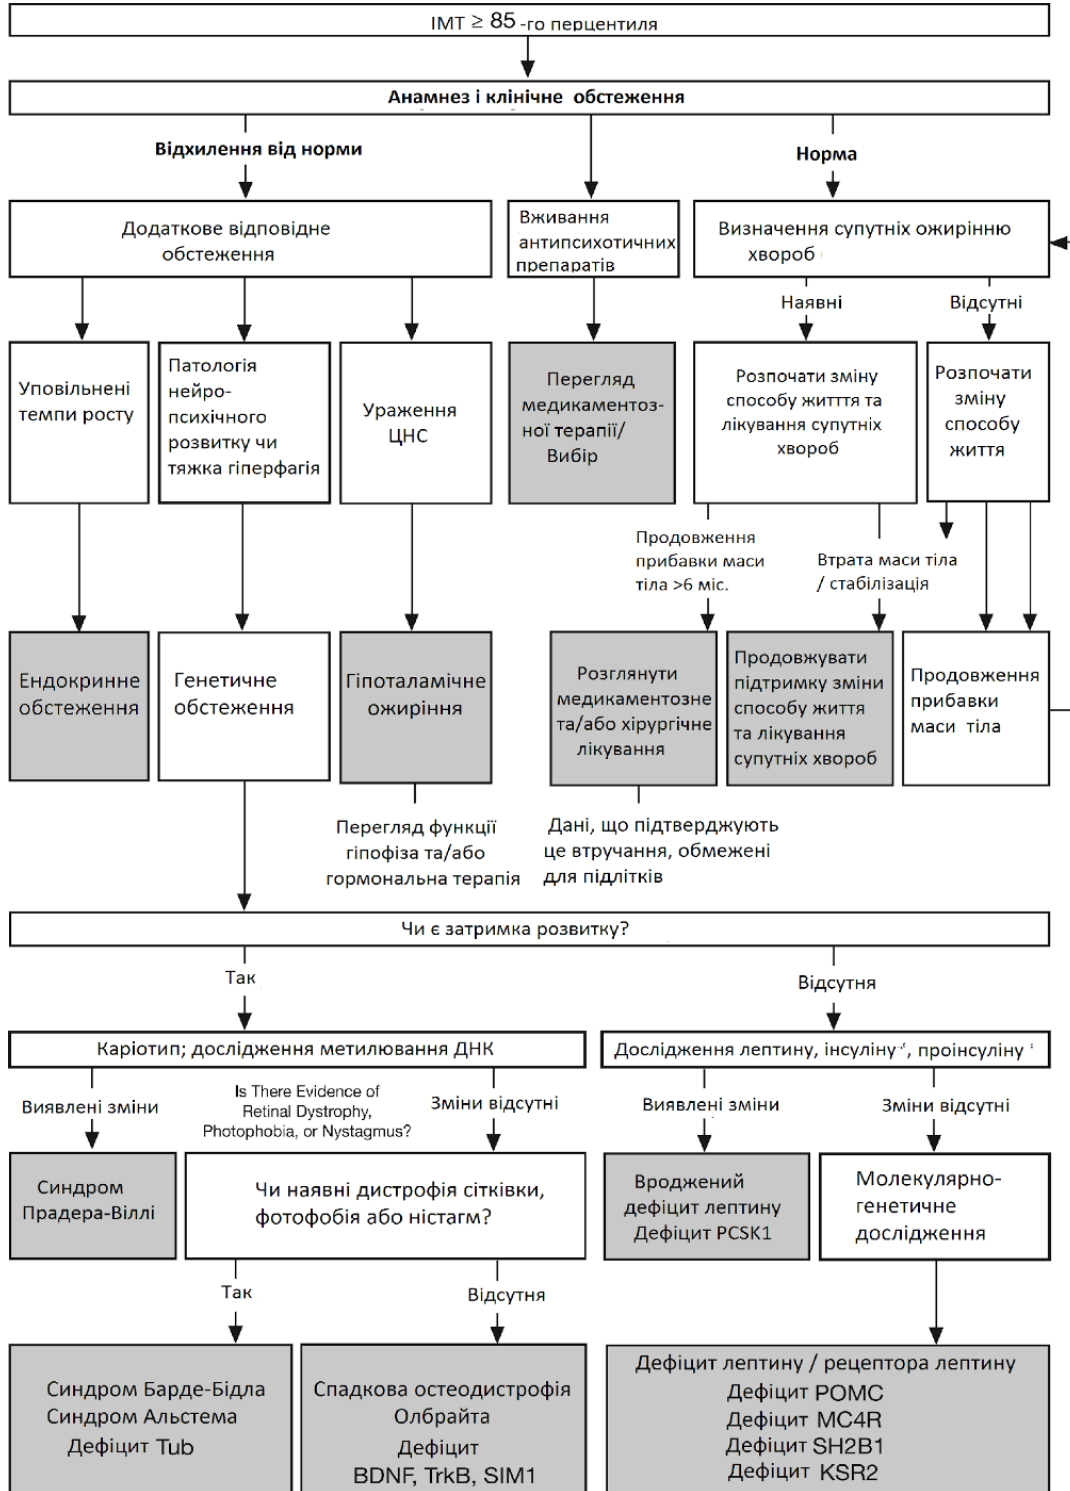 ІМТ ≥ 85 -го перцентиля
Анамнез і клінічне обстеження
Відхилення від норми
Норма
Додаткове відповідне
обстеження
Вживання
антипсихотичних
препаратів
Визначення супутніх ожирінню
хвороб
Наявні
Відсутні
Уповільнені
темпи росту
Патологія
нейро-
психічного
розвитку чи
тяжка гіперфагія
Ураження
ЦНС
Перегляд
медикаментоз-
ної терапії/
Вибір
Розпочати зміну
способу житття та
лікування супутніх
хвороб
Розпочати
зміну
способу
життя
Продовження
прибавки маси
тіла >6 міс.
Втрата маси тіла
/ стабілізація
Ендокринне
обстеження
Генетичне
обстеження
Гіпоталамічне
ожиріння
Розглянути
медикаментозне
та/або хірургічне
лікування
Продовжувати
підтримку зміни
способу життя
та лікування
супутніх хвороб
Продовження
прибавки
маси тіла
Перегляд функції
гіпофіза та/або
гормональна терапія
Дані, що підтверджують
це втручання, обмежені
для підлітків
Чи є затримка розвитку?
Так
Відсутня
Каріотип; дослідження метилювання ДНК
Дослідження лептину, інсуліну, проінсуліну
Виявлені зміни
Is There Evidence of
Retinal Dystrophy,
Photophobia, or Nystagmus?
Зміни відсутні
Виявлені зміни
Зміни відсутні
Синдром
Прадера-Віллі
Чи наявні дистрофія сітківки,
фотофобія або ністагм?
Вроджений
дефіцит лептину
Дефіцит PCSK1
Молекулярно-
генетичне
дослідження
Так
Відсутня
Синдром Барде-Бідла
Синдром Альстема
Дефіцит Tub
Спадкова остеодистрофія
Олбрайта
Дефіцит
BDNF, TrkB, SIM1
Дефіцит лептину / рецептора лептину
Дефіцит POMC
Дефіцит MC4R
Дефіцит SH2B1
Дефіцит KSR2